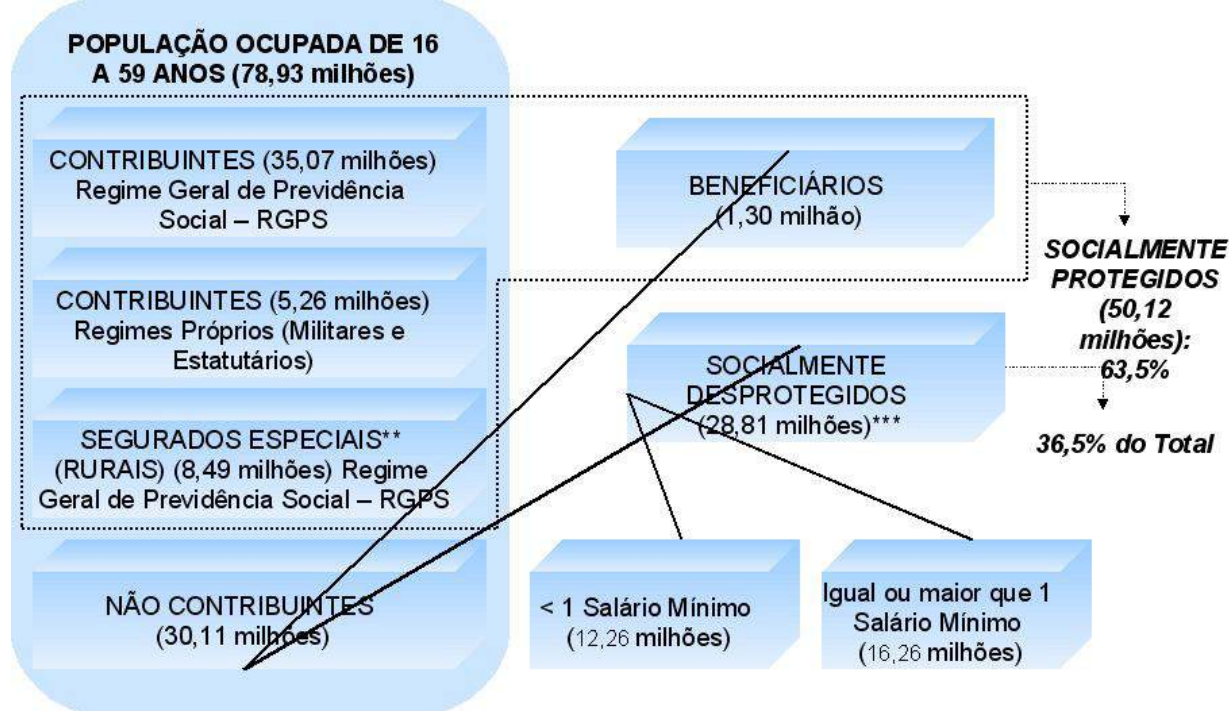 POPULAÇÃO OCUPADA DE 16
A 59 ANOS (78,93 milhões)
CONTRIBUINTES (35,07 milhões)
Regime Geral de Previdência
Social – RGPS
CONTRIBUINTES (5,26 milhões)
Regimes Próprios (Militares e
Estatutários)
SEGURADOS ESPECIAIS**
(RURAIS) (8,49 milhões) Regime
Geral de Previdência Social – RGPS
NÃO CONTRIBUINTES
(30,11 milhões)
BENEFICIÁRIOS
(1,30 milhão)
SOCIALMENTE
DESPROTEGIDOS
(28,81 milhões)***
< 1 Salário Mínimo
(12,26 milhões)
Igual ou maior que 1
Salário Mínimo
(16,26 milhões)
SOCIALMENTE
PROTEGIDOS
(50,12
milhões):
63,5%
36,5% do Total